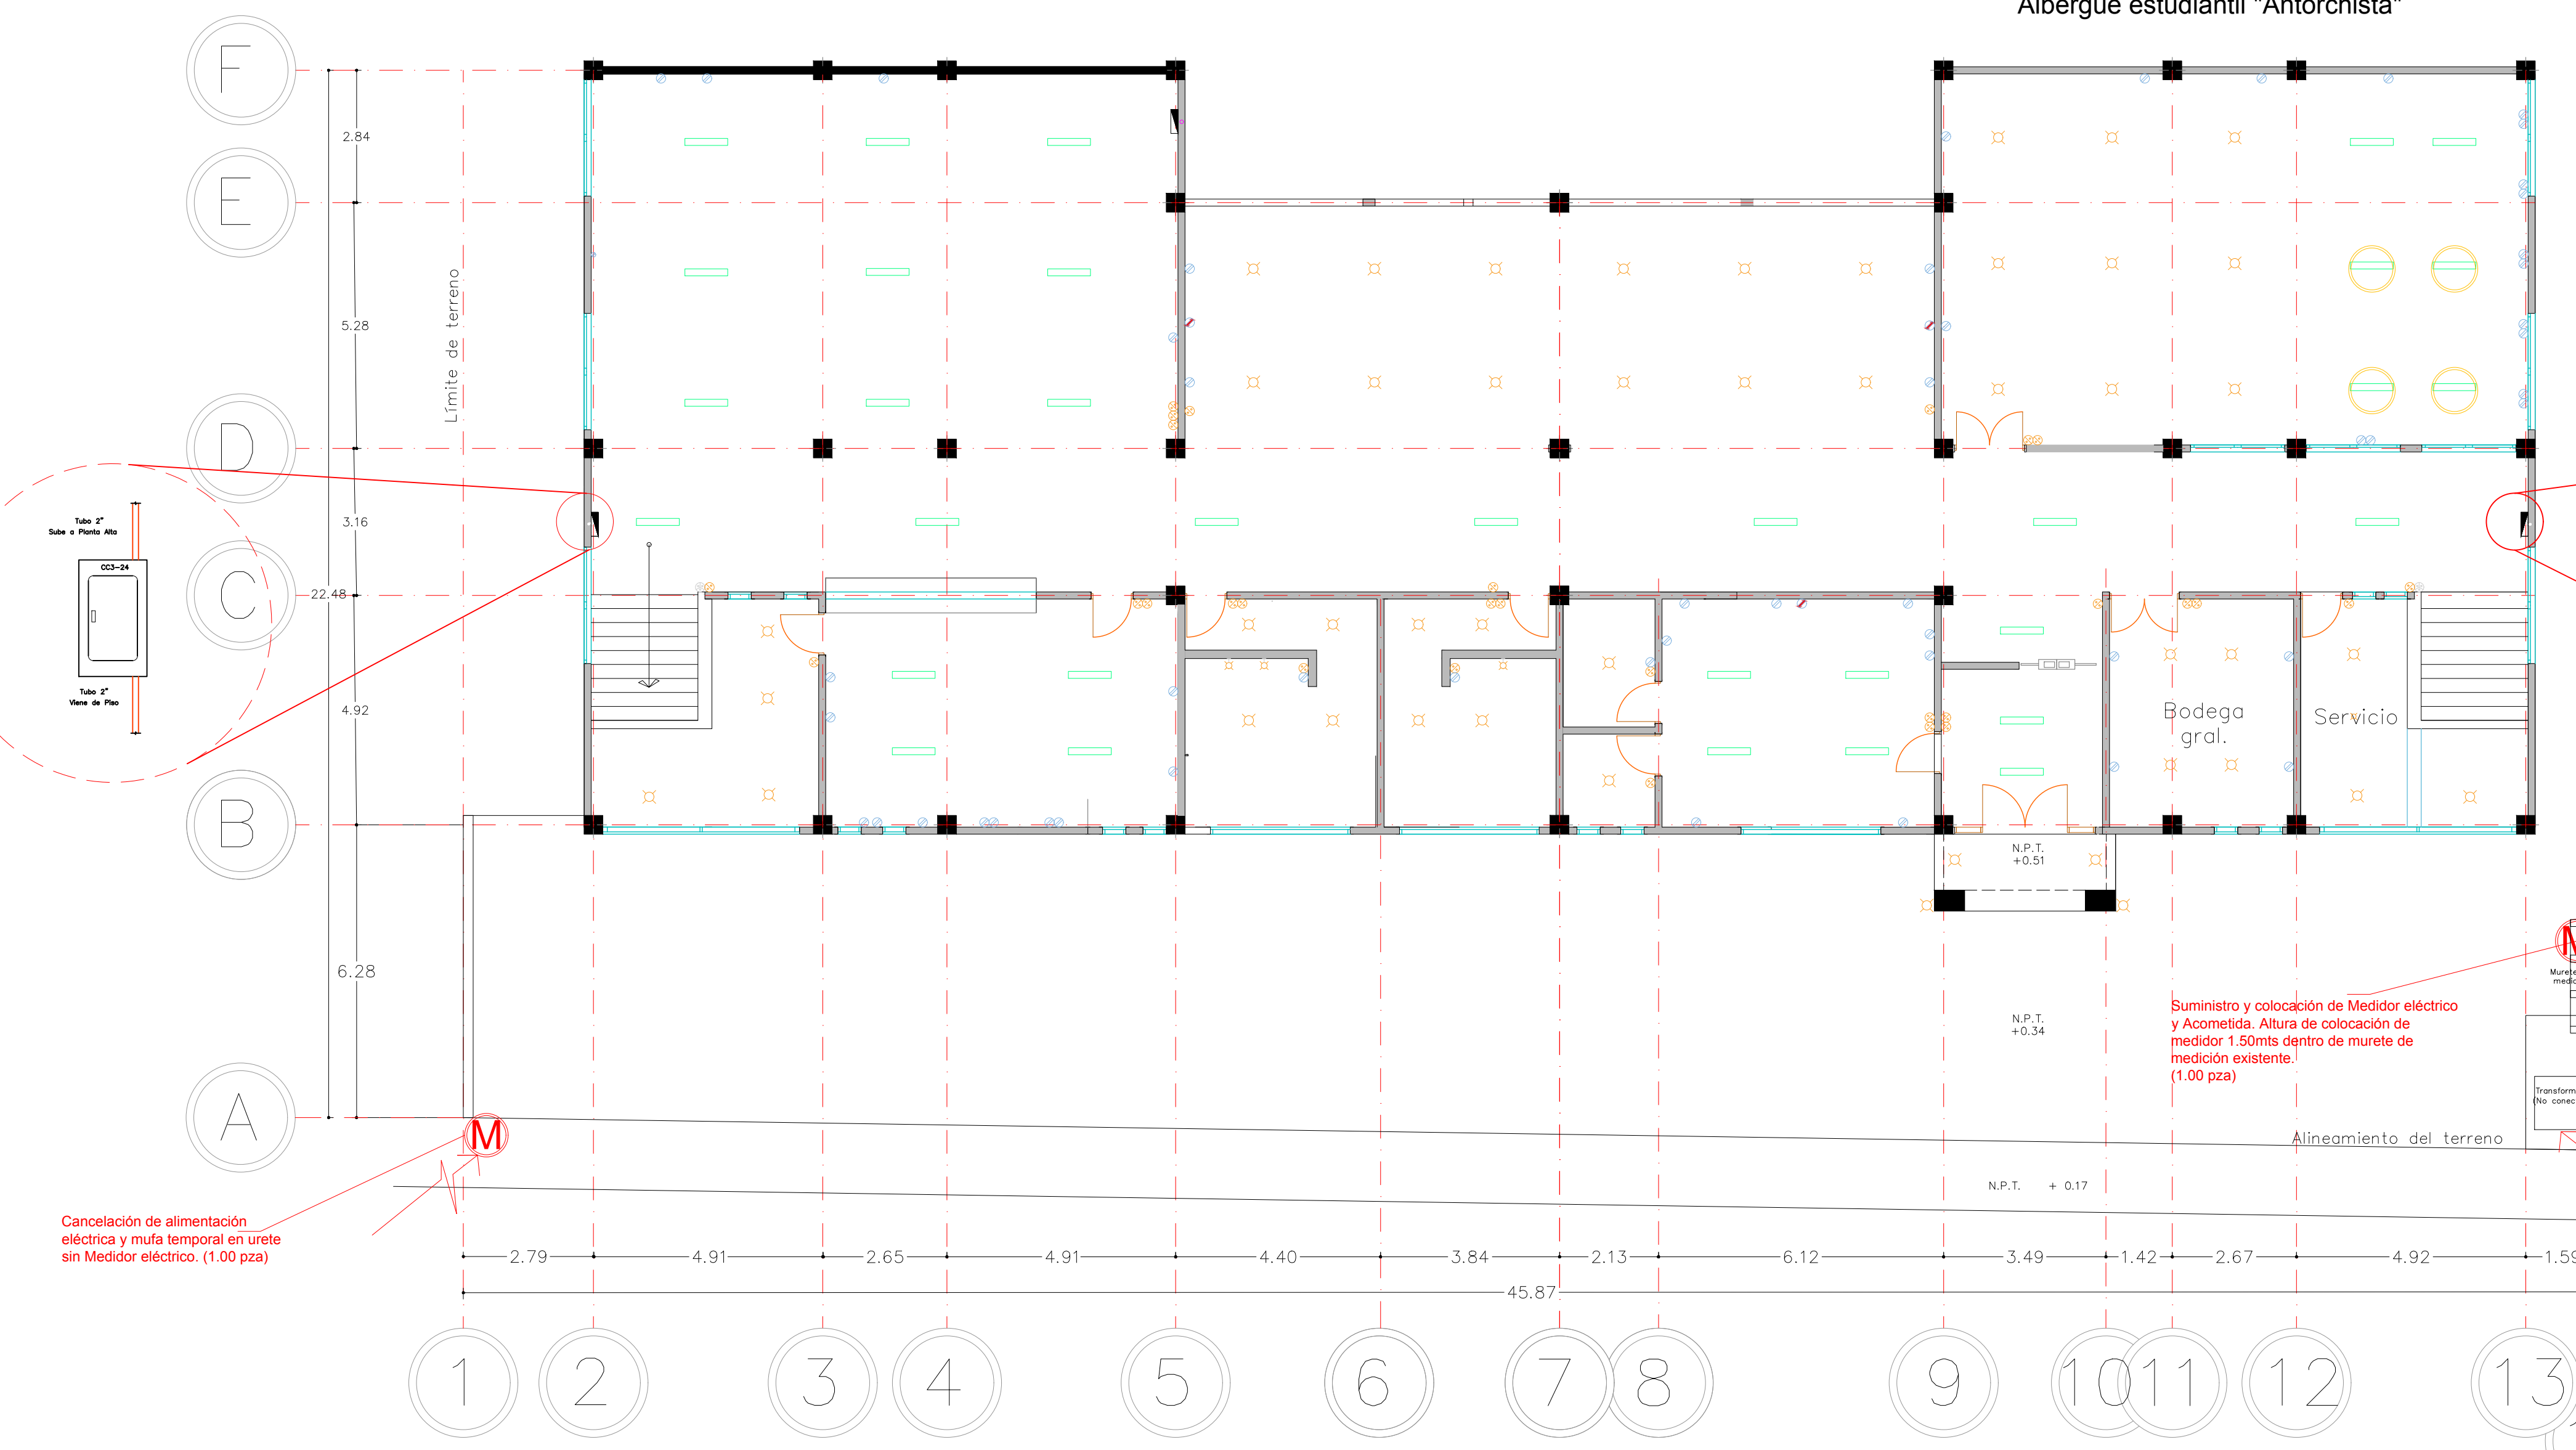 Albergue estudiantil "Antorchista"
F
E
D
C
B
A
2.84
5.28
3.16
22.48
4.92
6.28
Límite de terreno
Tubo 2"
Sube a Planta Alta
CC3-24
Tubo 2"
Viene de Piso
Bodega
gral.
Servicio
N.P.T.
+0.51
N.P.T.
+0.34
Suministro y colocación de Medidor eléctrico
y Acometida. Altura de colocación de
medidor 1.50mts dentro de murete de
medición existente.
(1.00 pza)
M
Alineamiento del terreno
N.P.T. + 0.17
M
Cancelación de alimentación
eléctrica y mufa temporal en urete
sin Medidor eléctrico. (1.00 pza)
2.79
4.91
2.65
4.91
4.40
3.84
2.13
6.12
3.49
1.42
2.67
4.92
1.59
45.87
1
2
3
4
5
6
7
8
9
10
11
12
13